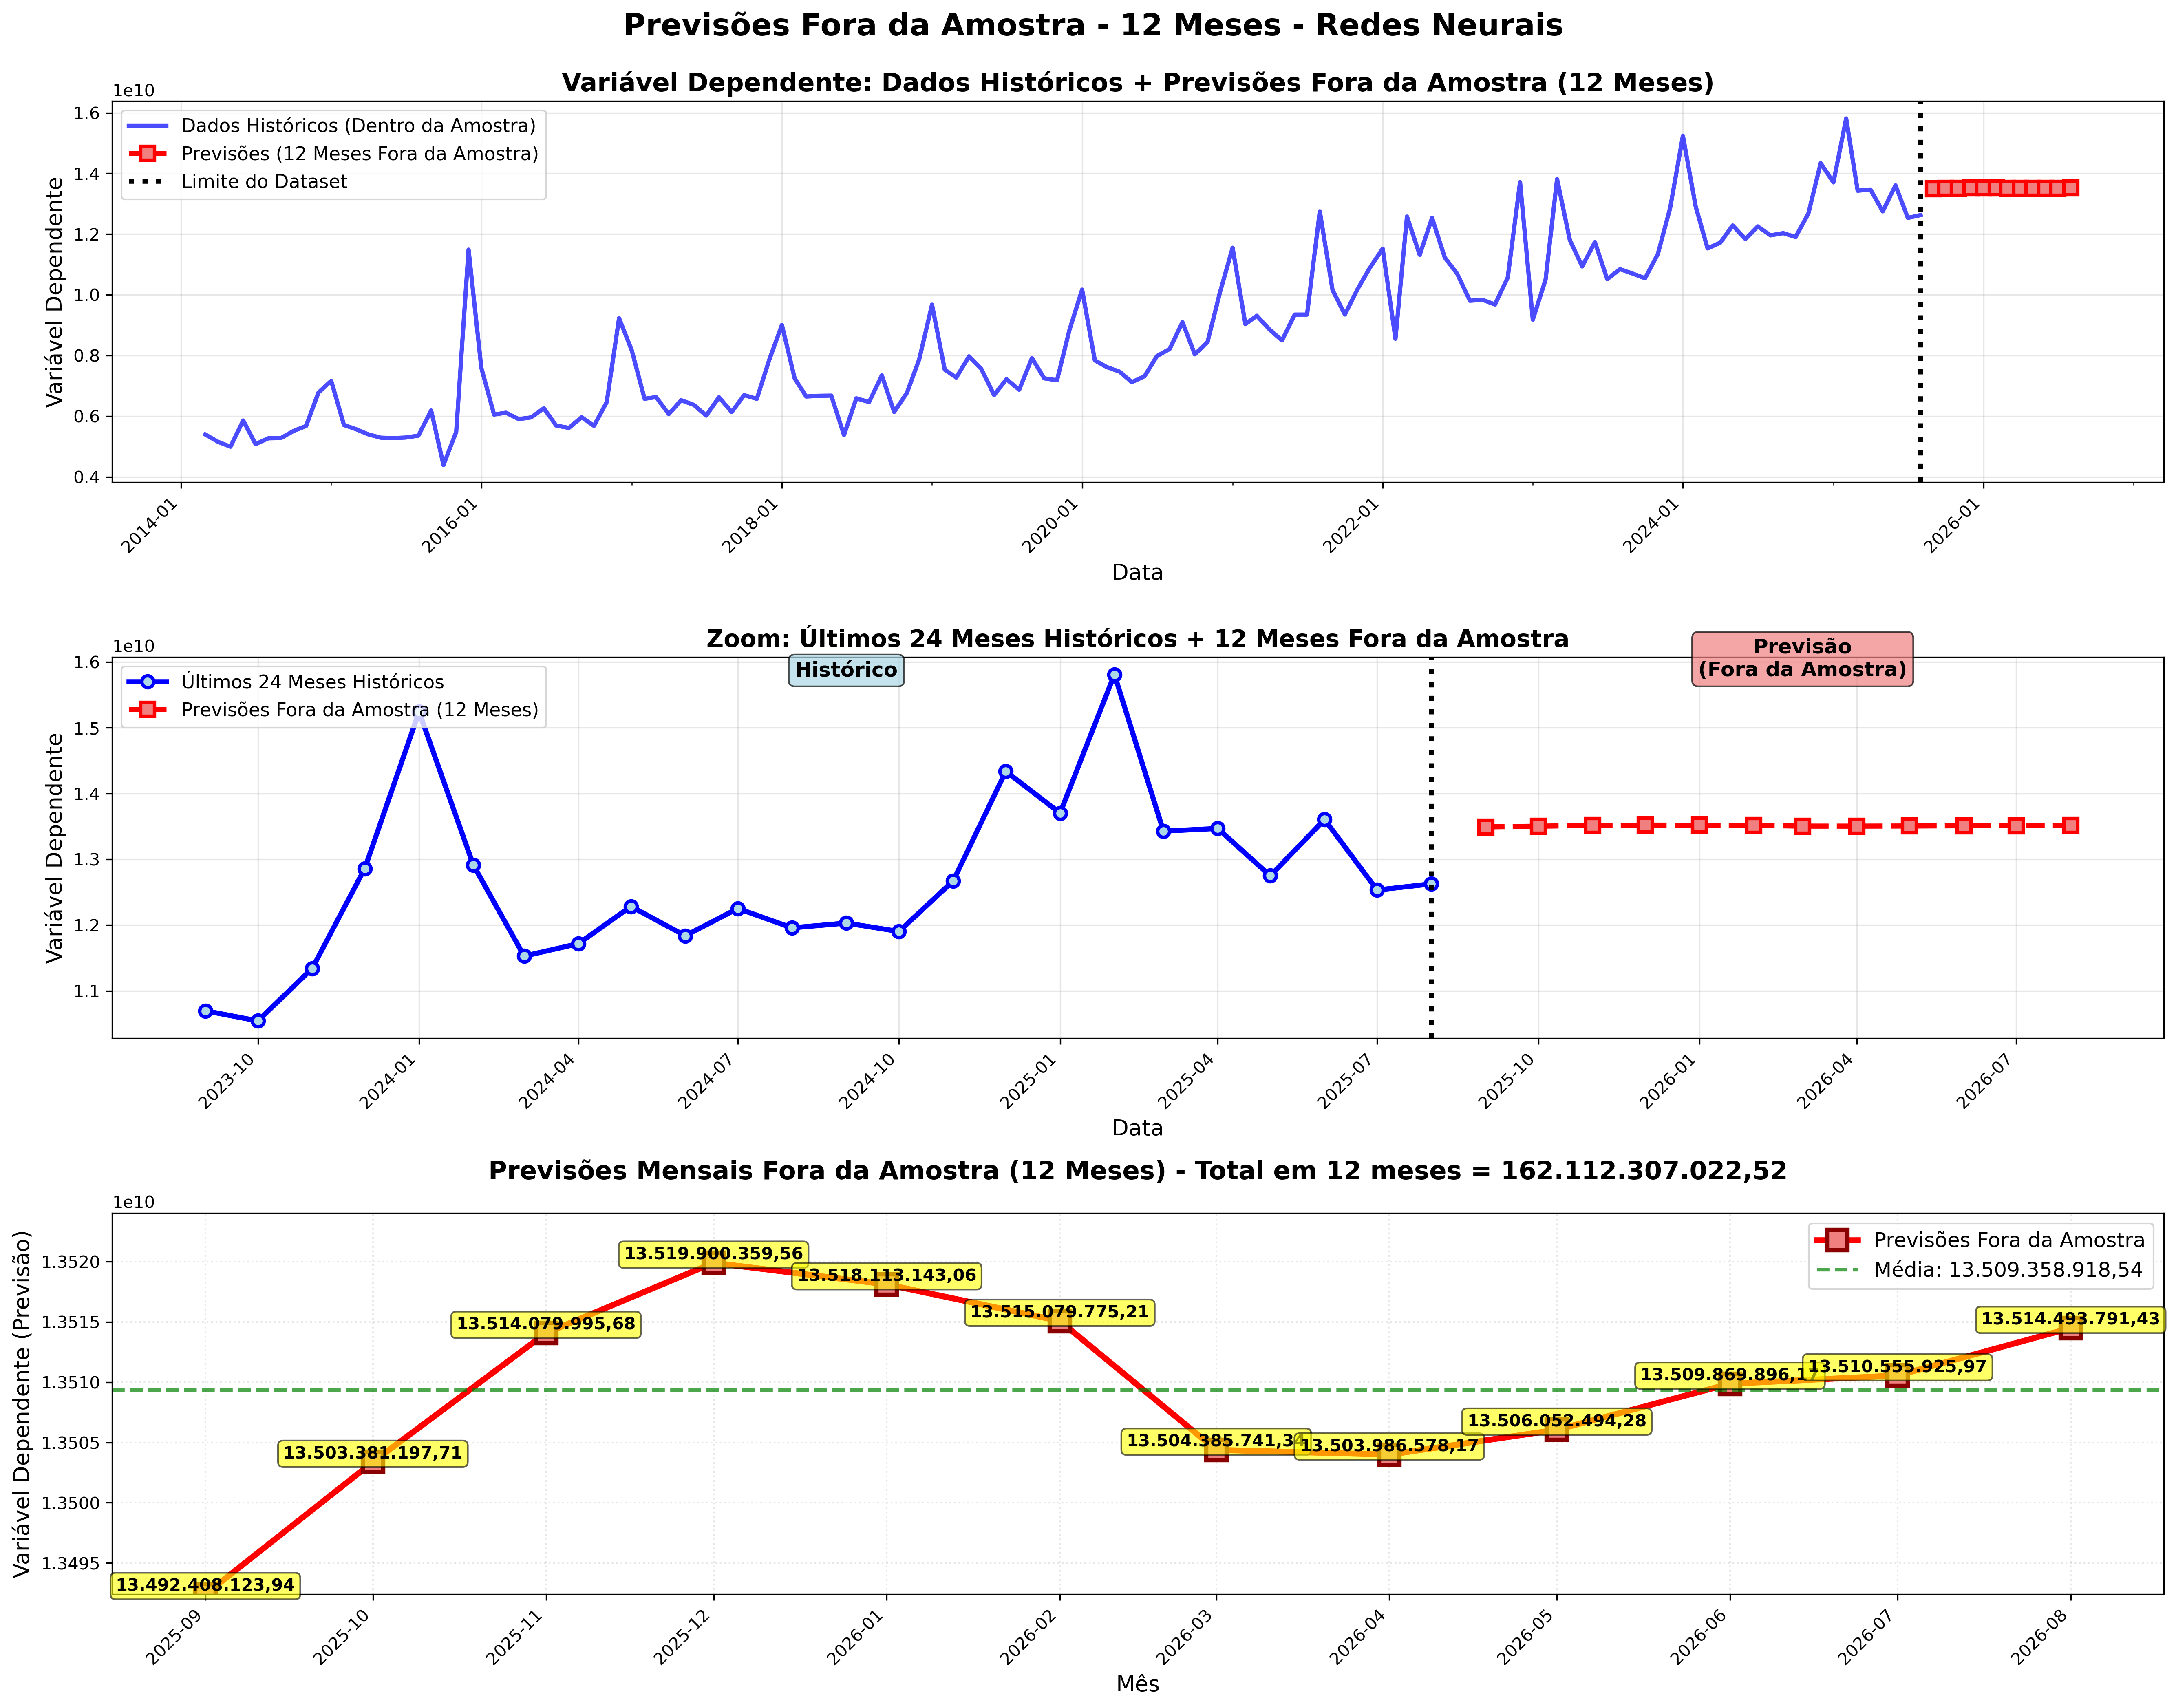 Previsões Fora da Amostra - 12 Meses - Redes Neurais
Variável Dependente: Dados Históricos + Previsões Fora da Amostra (12 Meses)
1e10
Dados Históricos (Dentro da Amostra)
Previsões (12 Meses Fora da Amostra)
Limite do Dataset
Variável Dependente
1.6
1.4
1.2
1.0
0.8
0.6
0.4
2014-01
2016-01
2018-01
2020-01
2022-01
2024-01
2026-01
Data
Zoom: Últimos 24 Meses Históricos + 12 Meses Fora da Amostra
1e10
Últimos 24 Meses Históricos
Previsões Fora da Amostra (12 Meses)
Histórico
Previsão
(Fora da Amostra)
Variável Dependente
1.6
1.5
1.4
1.3
1.2
1.1
2023-10
2024-01
2024-04
2024-07
2024-10
2025-01
2025-04
2025-07
2025-10
2026-01
2026-04
2026-07
Data
Previsões Mensais Fora da Amostra (12 Meses) - Total em 12 meses = 162.112.307.022,52
1e10
Previsões Fora da Amostra
Média: 13.509.358.918,54
Variável Dependente (Previsão)
1.3520
1.3515
1.3510
1.3505
1.3500
1.3495
13.492.408.123,94
13.503.381.197,71
13.514.079.995,68
13.519.900.359,56
13.518.113.143,06
13.515.079.775,21
13.504.385.741,34
13.503.986.578,17
13.506.052.494,28
13.509.869.896,17
13.510.555.925,97
13.514.493.791,43
2025-09
2025-10
2025-11
2025-12
2026-01
2026-02
2026-03
2026-04
2026-05
2026-06
2026-07
2026-08
Mês